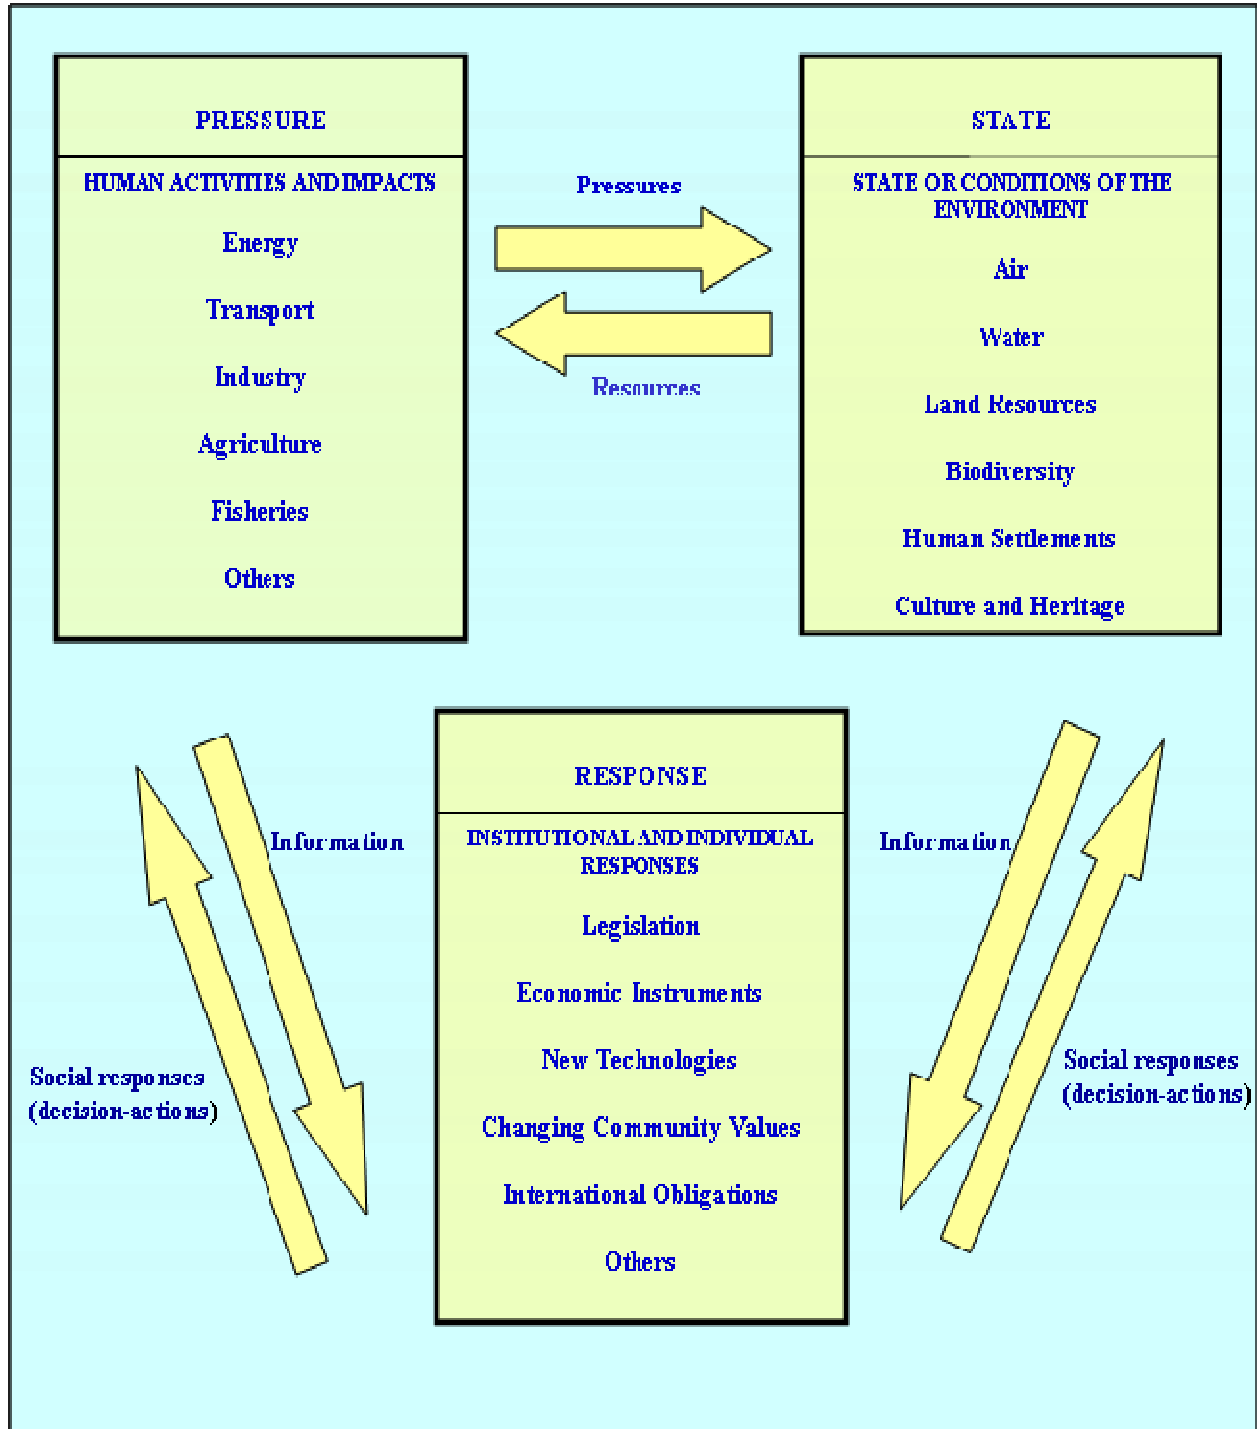 PRESSURE
HUMAN ACTIVITIES AND IMPACTS
Energy
Transport
Industry
Agriculture
Fisheries
Others
Pressures
Resources
STATE
STATE OR CONDITIONS OF THE
ENVIRONMENT
Air
Water
Land Resources
Biodiversity
Human Settlements
Culture and Heritage
Information
Social responses
(decision-actions)
RESPONSE
INSTITUTIONAL AND INDIVIDUAL
RESPONSES
Legislation
Economic Instruments
New Technologies
Changing Community Values
International Obligations
Others
Information
Social responses
(decision-actions)